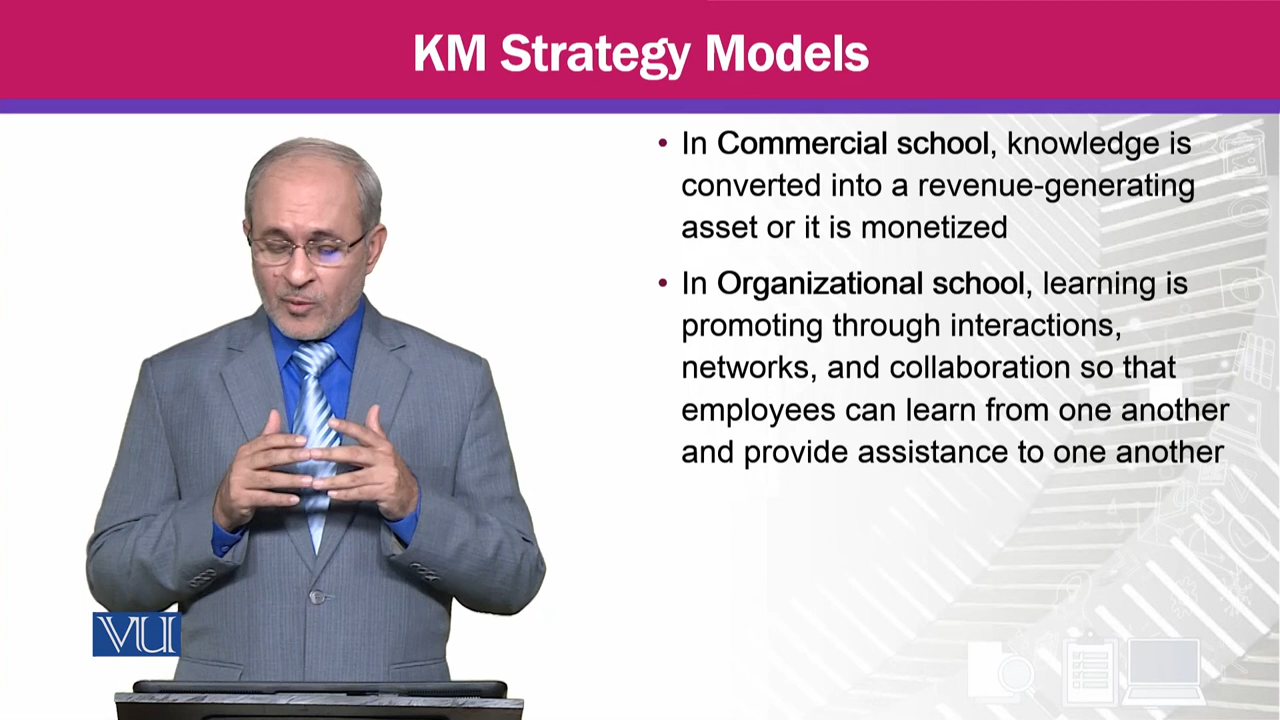 KM Strategy Models
• In Commercial school, knowledge is
converted into a revenue-generating
asset or it is monetized
• In Organizational school, learning is
promoting through interactions,
networks, and collaboration so that
employees can learn from one another
and provide assistance to one another
VU